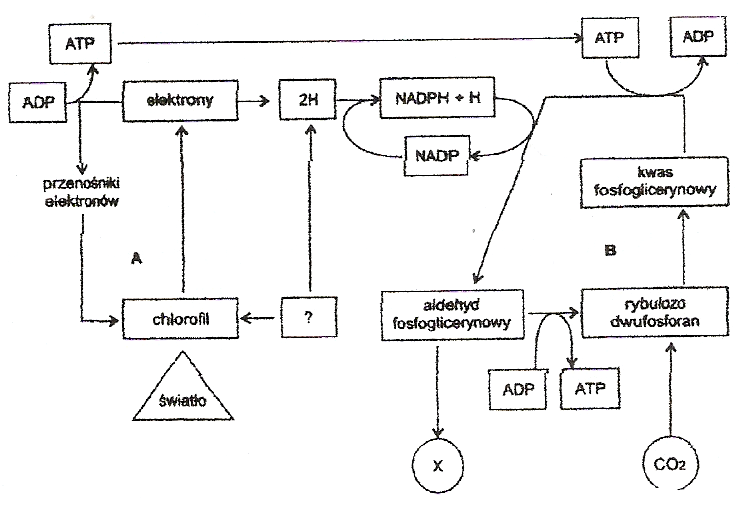 ATP
ATP
ADP
ADP
elektrony
2H
NADPH + H
NADP
przenośniki
elektronów
kwas
fosfoglicerynowy
A
B
chlorofil
?
aldehyd
fosfoglicerynowy
rybulozo
dwufosforan
światło
ADP
ATP
X
CO2